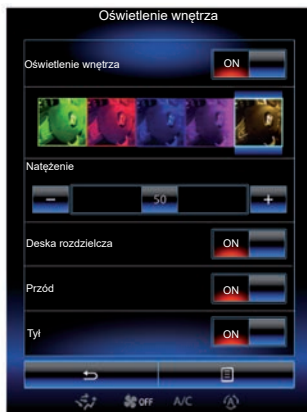 Oświetlenie wnętrza
Oświetlenie wnętrza ON
Natężenie
− 50 +
Deska rozdzielcza ON
Przód ON
Tył ON
OFF A/C A